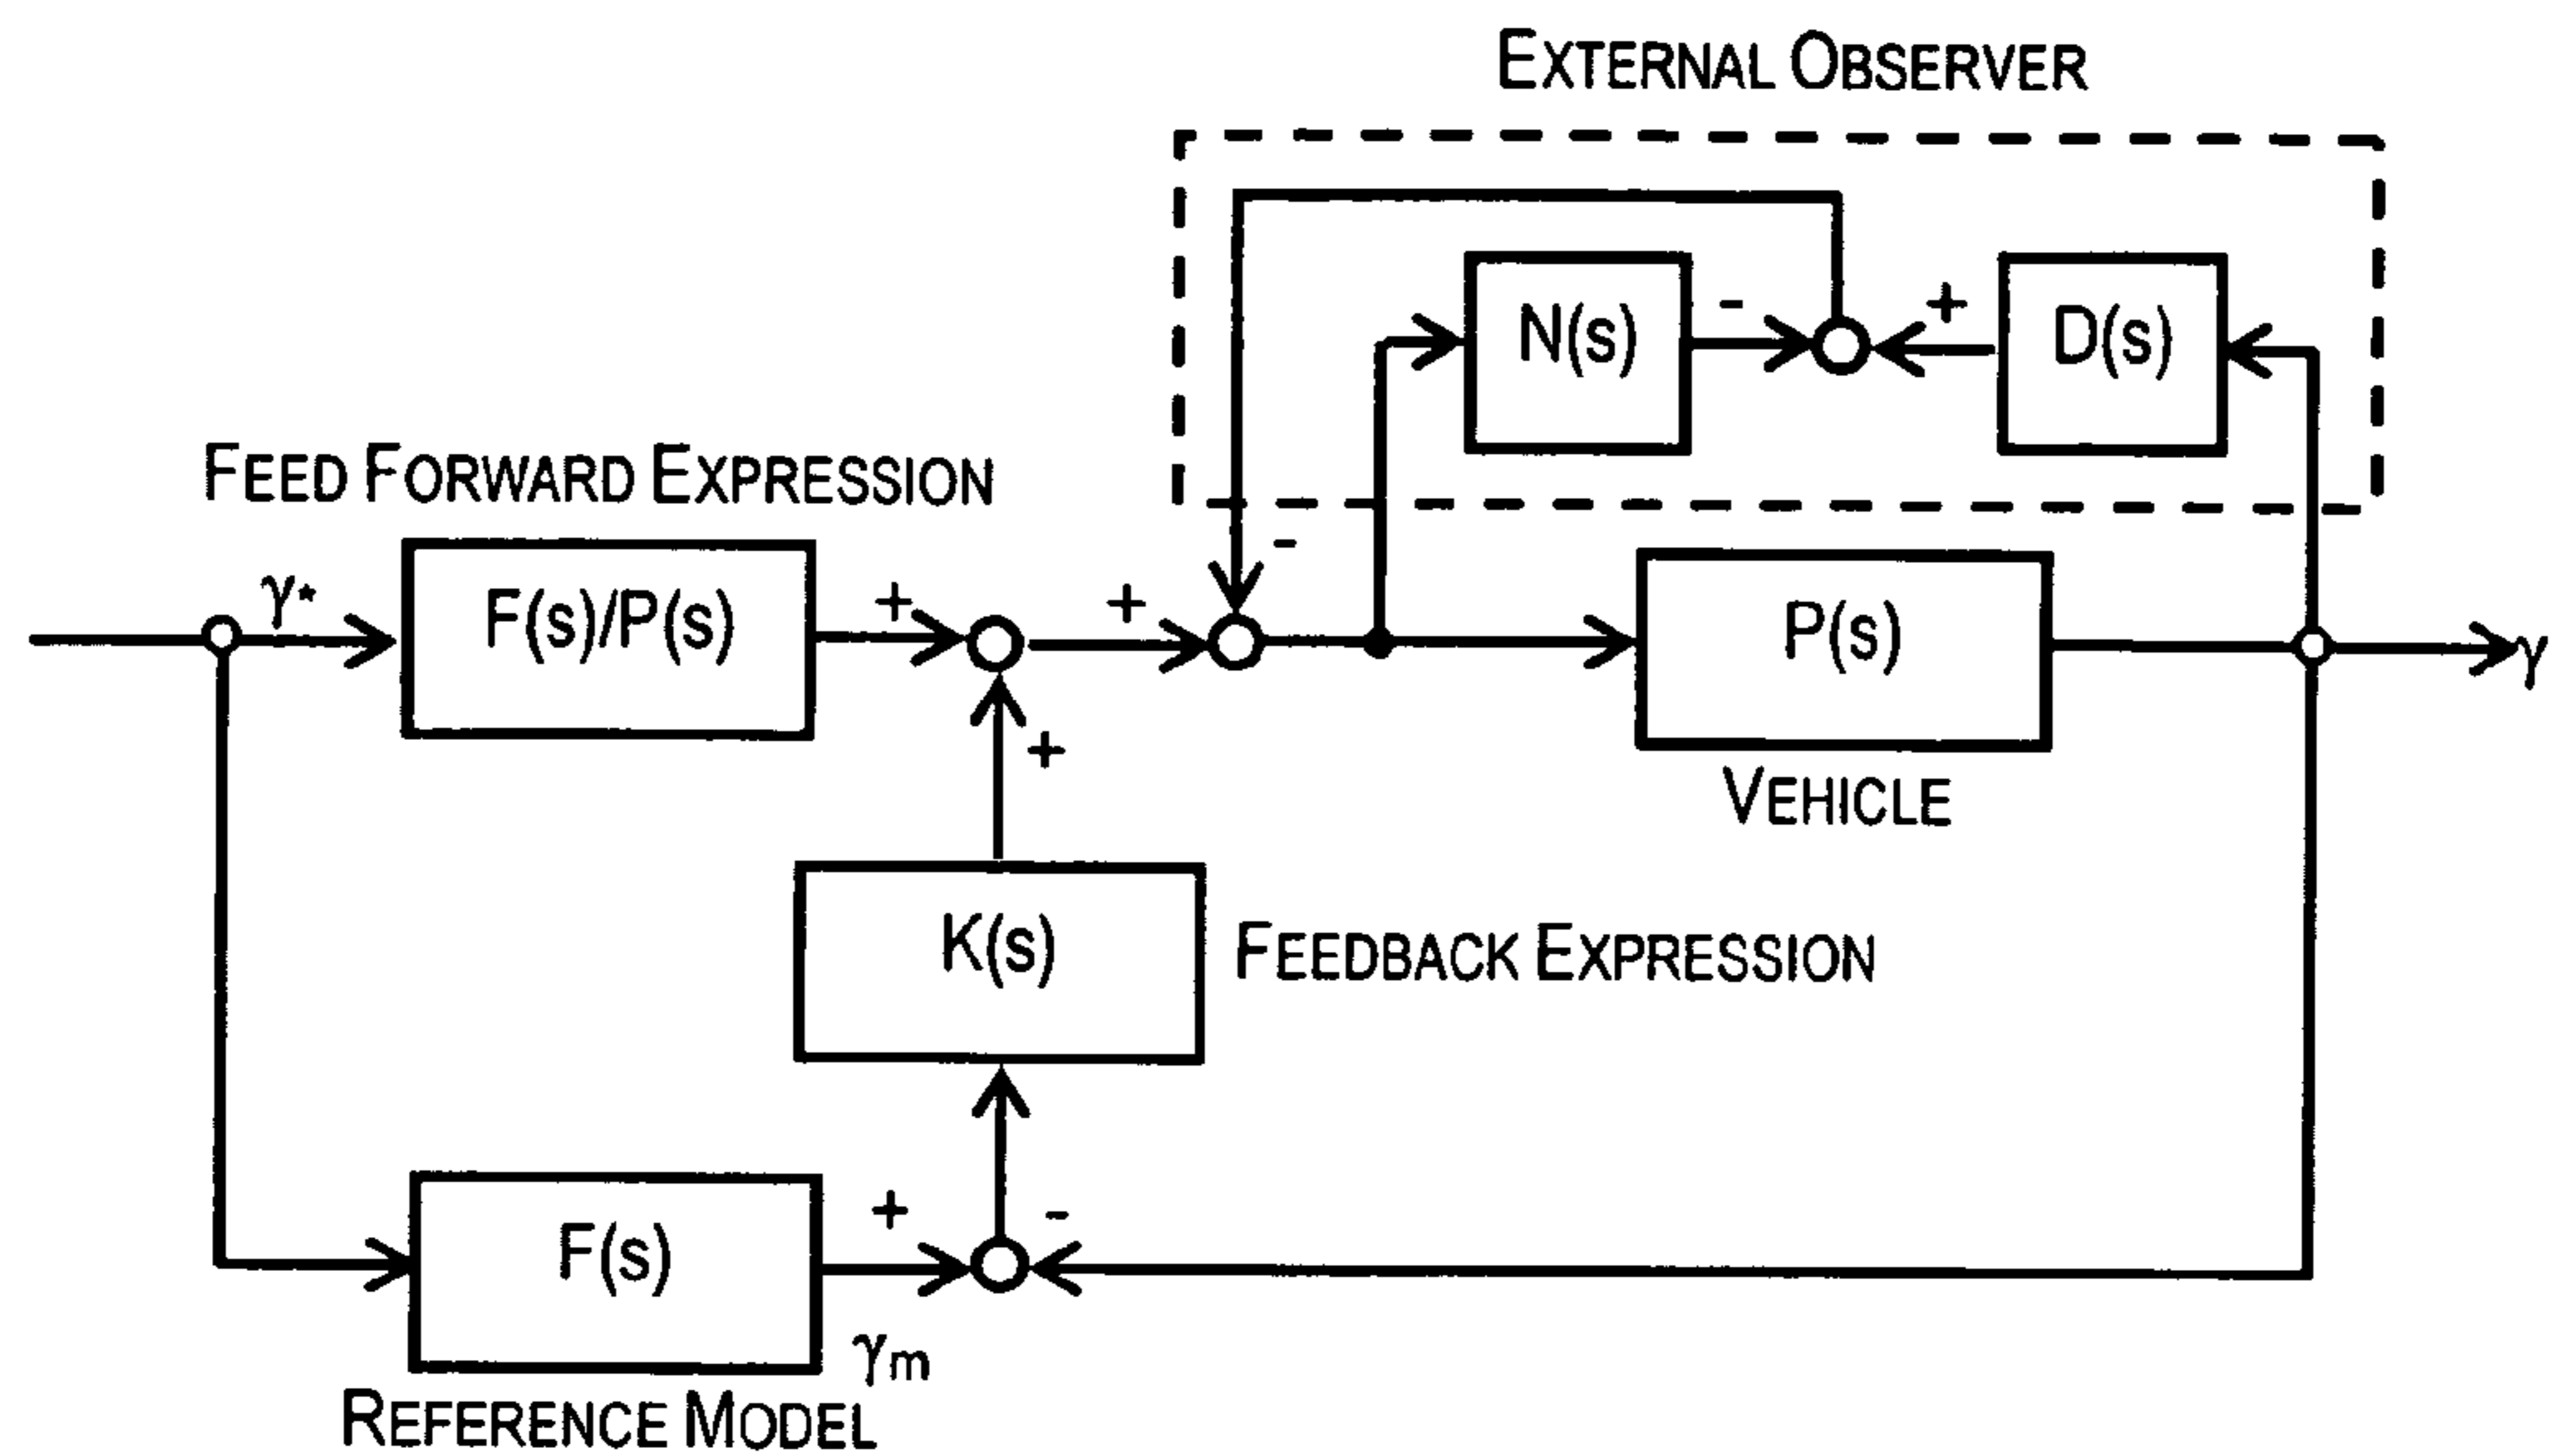 EXTERNAL OBSERVER
N(s)
-
+
D(s)
FEED FORWARD EXPRESSION
-
γ*
F(s)/P(s)
+
+
P(s)
γ
+
VEHICLE
K(s)
FEEDBACK EXPRESSION
F(s)
+
-
γm
REFERENCE MODEL